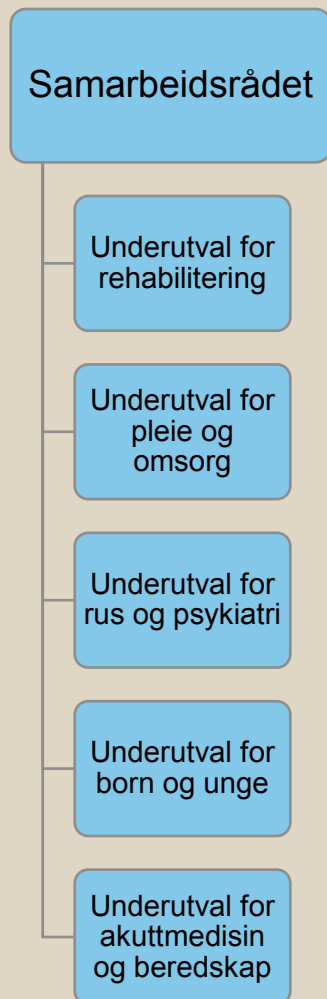 Samarbeidsrådet
Underutval for
rehabilitering
Underutval for
pleie og
omsorg
Underutval for
rus og psykiatri
Underutval for
born og unge
Underutval for
akuttmedisin
og beredskap